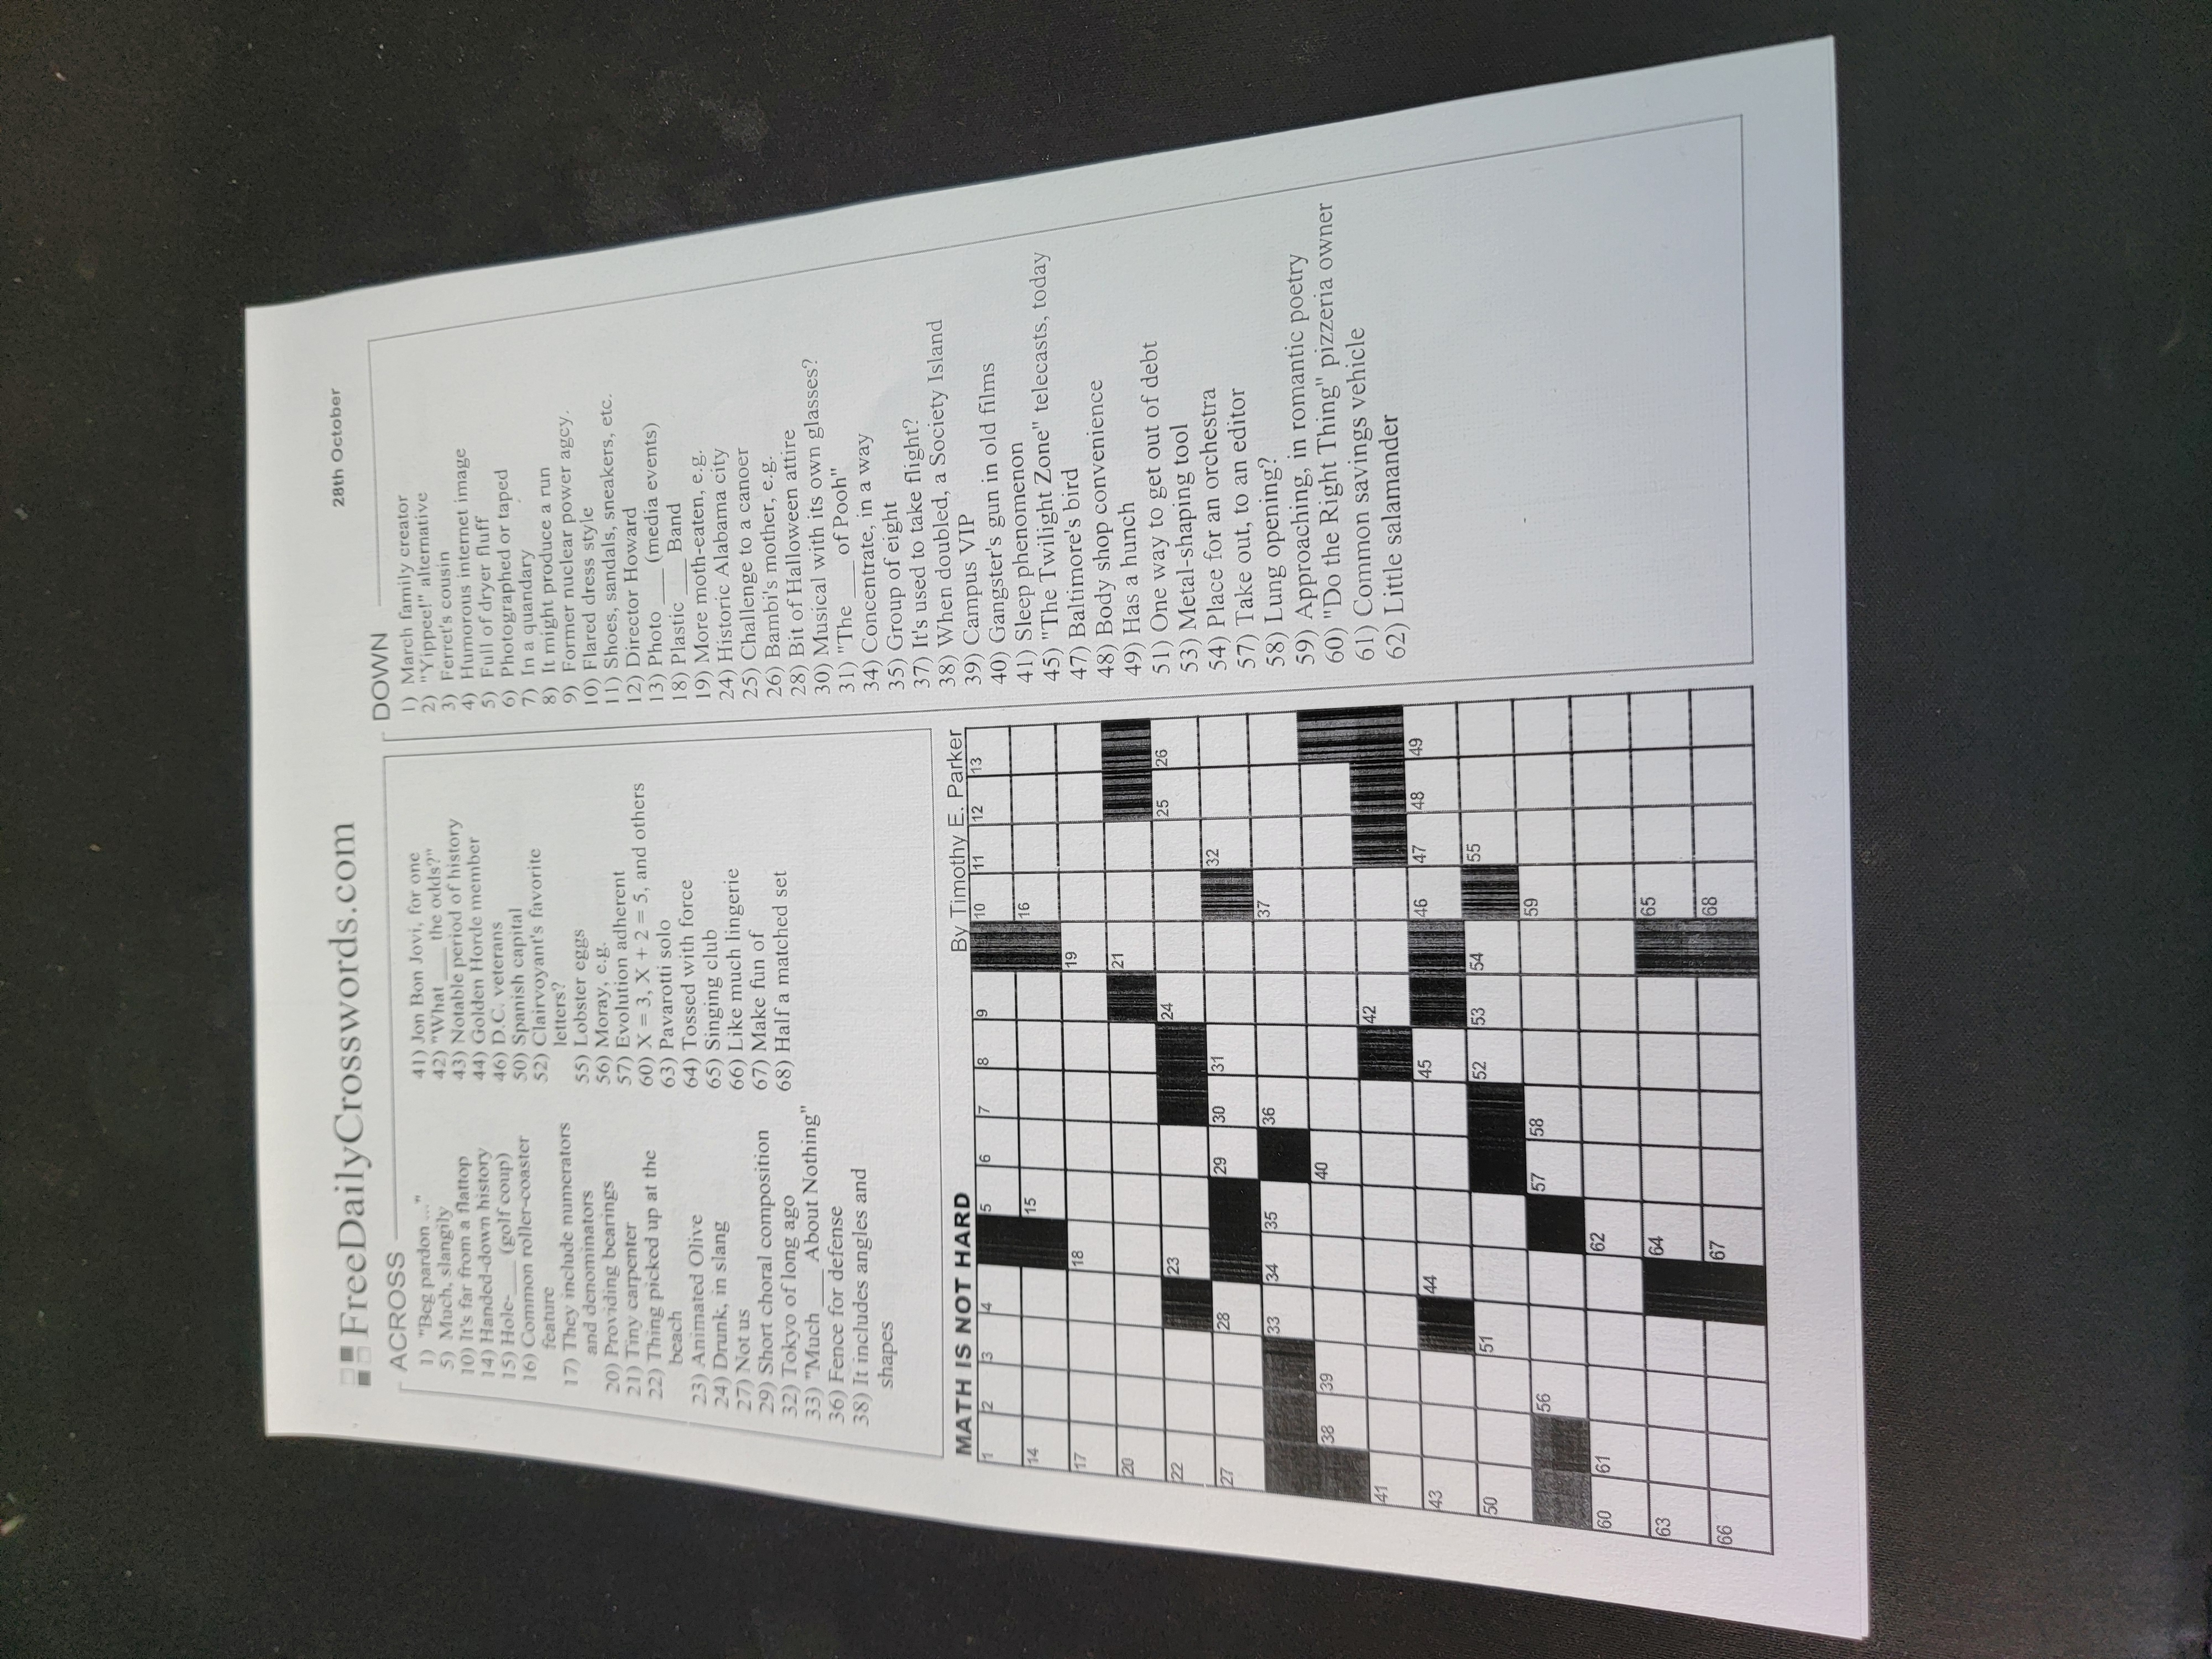 FreeDailyCrosswords.com
28th October
ACROSS
1) "Beg pardon ..."
5) Much, slangily
10) It's far from a flattop
14) Handed-down history
15) Hole-___ (golf coup)
16) Common roller-coaster
feature
17) They include numerators
and denominators
20) Providing bearings
21) Tiny carpenter
22) Thing picked up at the
beach
23) Animated Olive
24) Drunk, in slang
27) Not us
29) Short choral composition
32) Tokyo of long ago
33) "Much ___ About Nothing"
36) Fence for defense
38) It includes angles and
shapes
41) Jon Bon Jovi, for one
42) "What ___ the odds?"
43) Notable period of history
44) Golden Horde member
46) D.C. veterans
50) Spanish capital
52) Clairvoyant's favorite
letters?
55) Lobster eggs
56) Moray, e.g.
57) Evolution adherent
60) X = 3, X + 2 = 5, and others
63) Pavarotti solo
64) Tossed with force
65) Singing club
66) Like much lingerie
67) Make fun of
68) Half a matched set
DOWN
1) March family creator
2) "Yippee!" alternative
3) Ferret's cousin
4) Humorous internet image
5) Full of dryer fluff
6) Photographed or taped
7) In a quandary
8) It might produce a run
9) Former nuclear power agcy.
10) Flared dress style
11) Shoes, sandals, sneakers, etc.
12) Director Howard
13) Photo ___ (media events)
18) Plastic ___ Band
19) More moth-eaten, e.g.
24) Historic Alabama city
25) Challenge to a canoer
26) Bambi's mother, e.g.
28) Bit of Halloween attire
30) Musical with its own glasses?
31) "The ___ of Pooh"
34) Concentrate, in a way
35) Group of eight
37) It's used to take flight?
38) When doubled, a Society Island
39) Campus VIP
40) Gangster's gun in old films
41) Sleep phenomenon
45) "The Twilight Zone" telecasts, today
47) Baltimore's bird
48) Body shop convenience
49) Has a hunch
51) One way to get out of debt
53) Metal-shaping tool
54) Place for an orchestra
57) Take out, to an editor
58) Lung opening?
59) Approaching, in romantic poetry
60) "Do the Right Thing" pizzeria owner
61) Common savings vehicle
62) Little salamander
MATH IS NOT HARD
By Timothy E. Parker
1 2 3 4 5 6 7 8 9 10 11 12 13
14 15 16
17 18 19
20 21
22 23 24 25 26
27 28 29 30 31 32
33 34 35 36 37
38 39 40
41 42
43 44 45 46 47 48 49
50 51 52 53 54 55
56 57 58 59
60 61 62
63 64 65
66 67 68